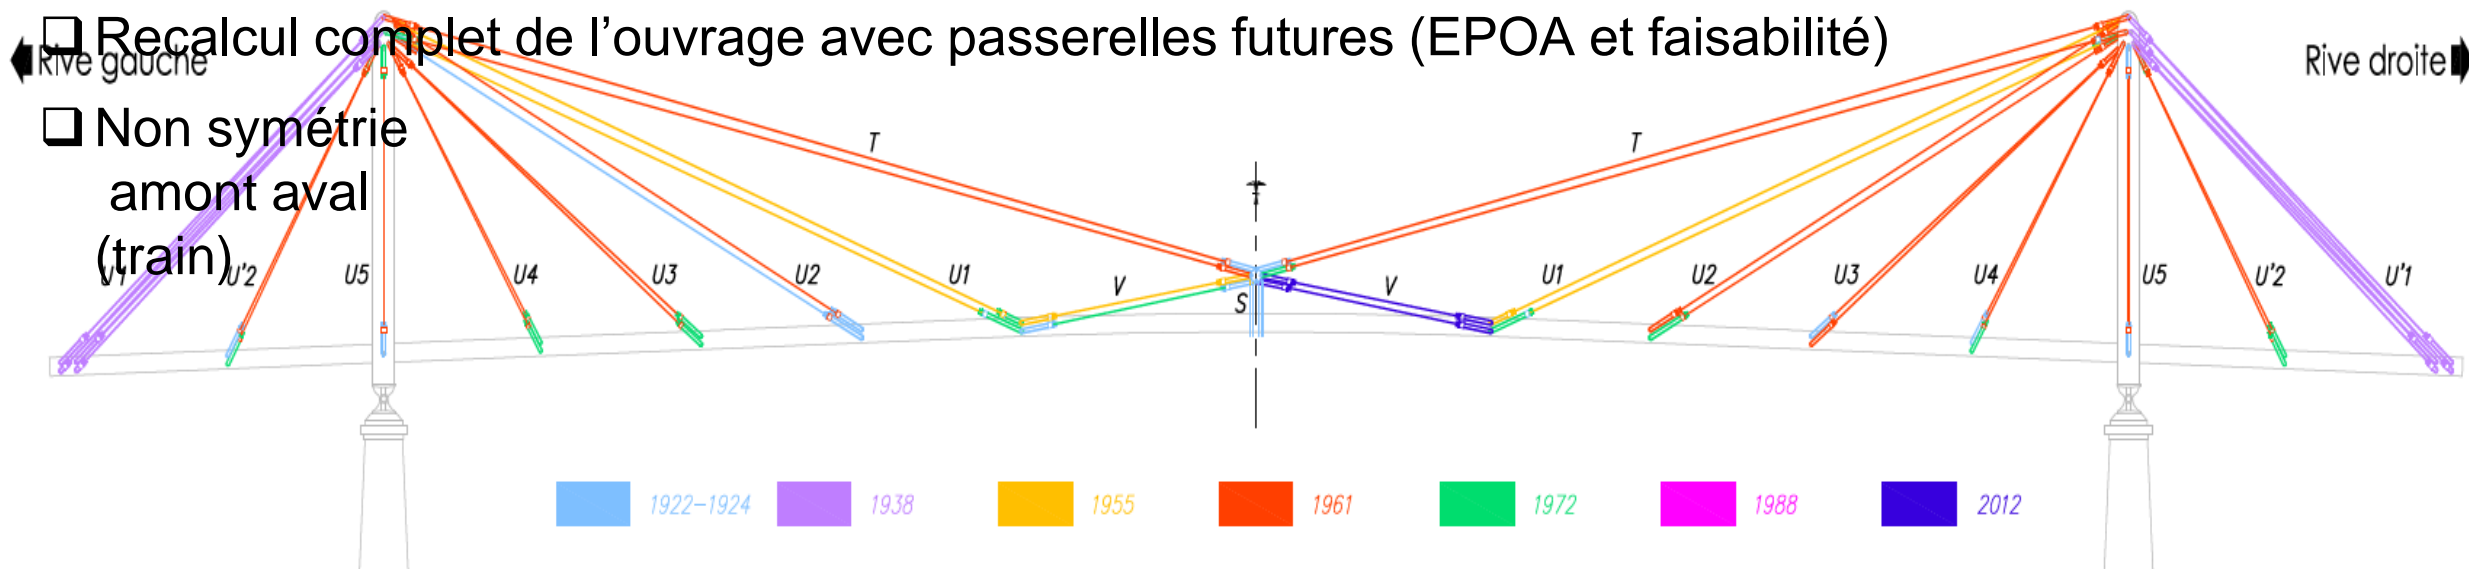 ❑ Recalcul complet de l’ouvrage avec passerelles futures (EPOA et faisabilité)
Rive gauche
Rive droite
❑ Non symétrie
amont aval
(train)
T
T
U'1
U'2
U5
U4
U3
U2
U1
V
S
V
U1
U2
U3
U4
U5
U'2
U'1
1922-1924
1938
1955
1961
1972
1988
2012